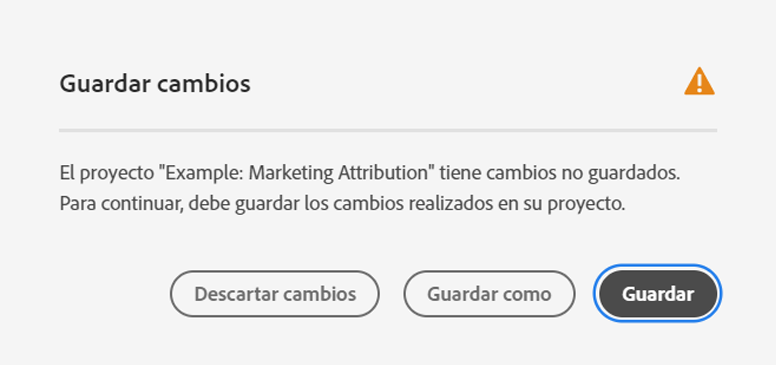 Guardar cambios
El proyecto "Example: Marketing Attribution" tiene cambios no guardados.
Para continuar, debe guardar los cambios realizados en su proyecto.
Descartar cambios Guardar como Guardar